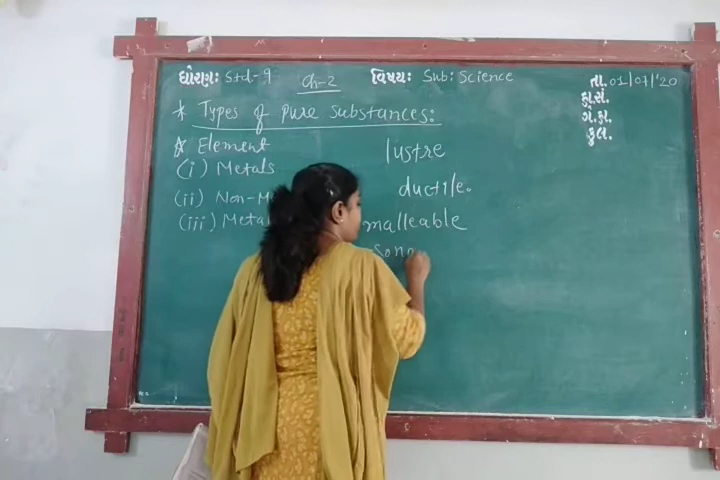 ધોરણ: Std-9 Ch-2 વિષય: Sub: Science તા. 01/07/'20
હા.સં.
ગે.હા.
કુલ.
* Types of Pure Substances:
* Element
(i) Metals
(ii) Non-Me
(iii) Metal
lustre
ductile.
malleable
sono